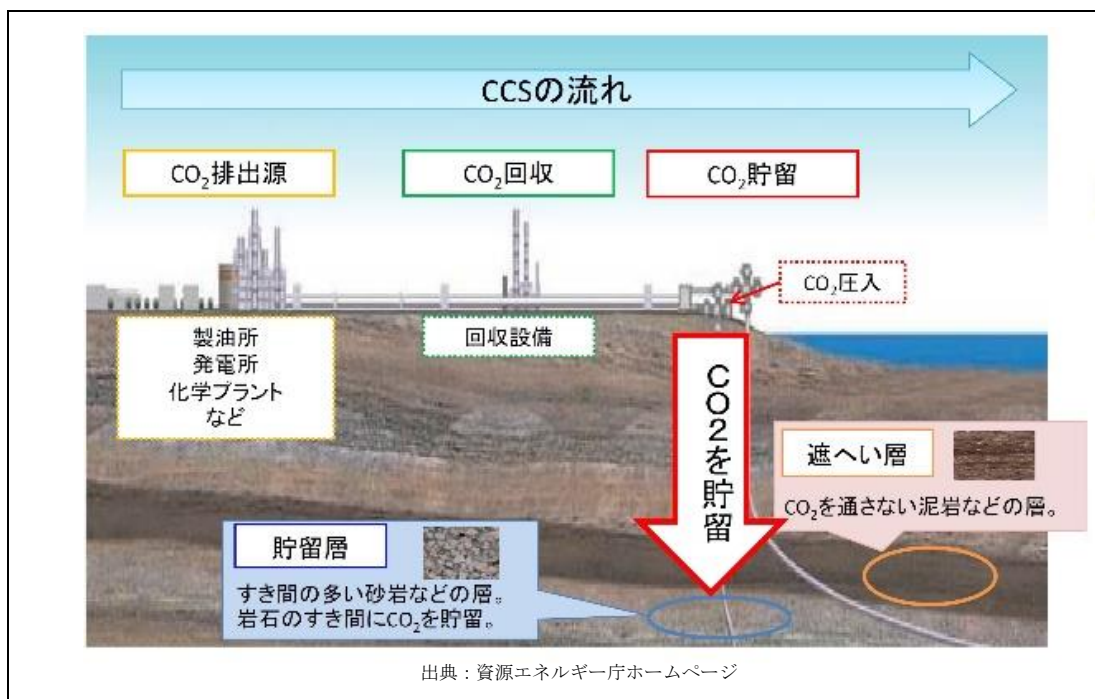 CCSの流れ
CO₂排出源
CO₂回収
CO₂貯留
CO₂圧入
製油所
発電所
化学プラント
など
回収設備
CO2を貯留
遮へい層
CO₂を通さない泥岩などの層。
貯留層
すき間の多い砂岩などの層。
岩石のすき間にCO₂を貯留。
出典：資源エネルギー庁ホームページ